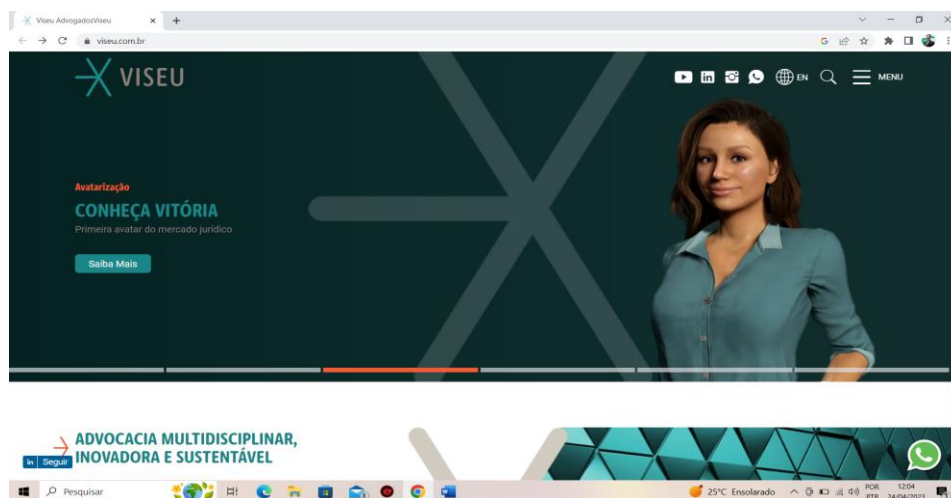 Viseu AdvogadosViseu
viseu.com.br
VISEU
EN
MENU
Avatarização
CONHEÇA VITÓRIA
Primeira avatar do mercado jurídico
Saiba Mais
ADVOCACIA MULTIDISCIPLINAR,
INOVADORA E SUSTENTÁVEL
in Seguir
Pesquisar
25°C Ensolarado
POR
PTB
12:04
24/04/2023